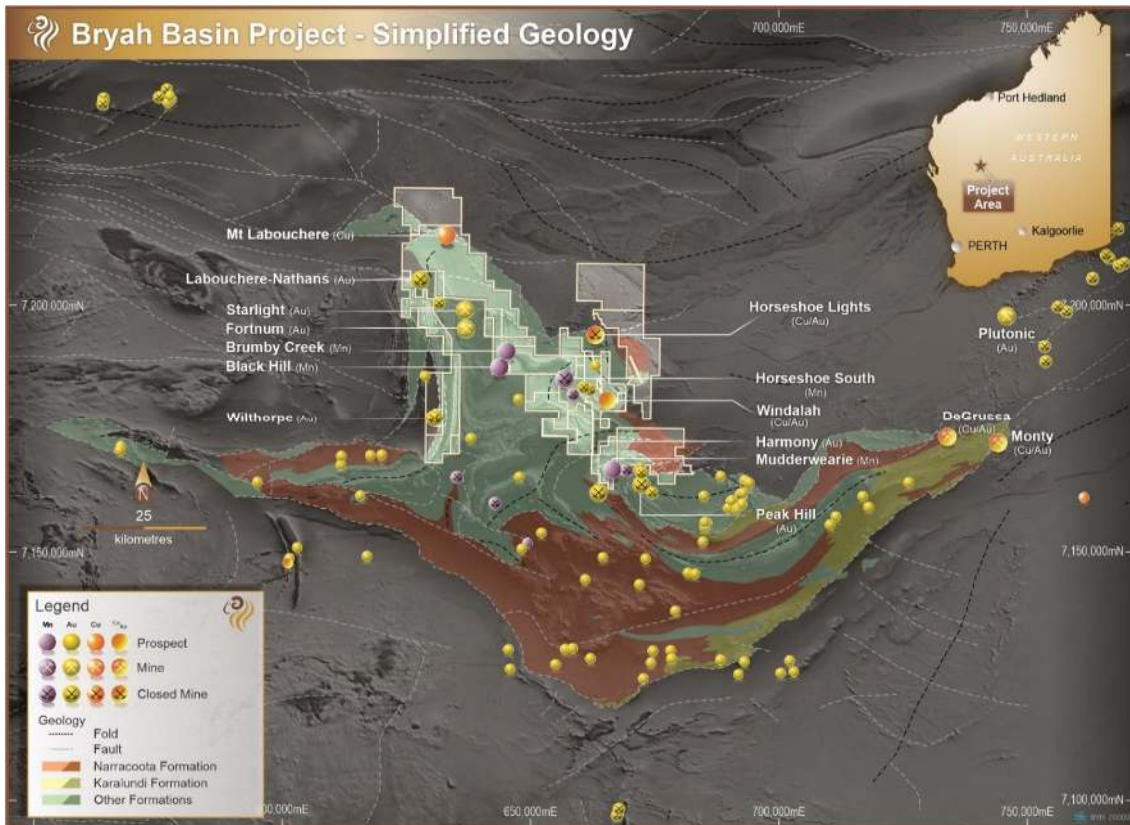 Bryah Basin Project - Simplified Geology
700,000mE
750,000mE
Port Hedland
WESTERN
AUSTRALIA
Project
Area
Kalgoorlie
PERTH
Mt Labouchere (Cu)
Labouchere-Nathans (Au)
7,200,000mN
Starlight (Au)
Fortnum (Au)
Brumby Creek (Mn)
Black Hill (Mn)
Wilthorpe (Au)
Horseshoe Lights
(Cu/Au)
7,200,000mN
Plutonic
(Au)
Horseshoe South
(Mn)
Windalah
(Cu/Au)
Harmony (Au)
Mudderwearie (Mn)
DeGrussa
(Cu/Au)
Monty
(Cu/Au)
Peak Hill
(Au)
N
25
kilometres
7,150,000mN
7,150,000mN
Legend
Mn Au Cu Cu Au
Prospect
Mine
Closed Mine
Geology
Fold
Fault
Narracoota Formation
Karalundi Formation
Other Formations
650,000mE
700,000mE
750,000mE
7,100,000mN